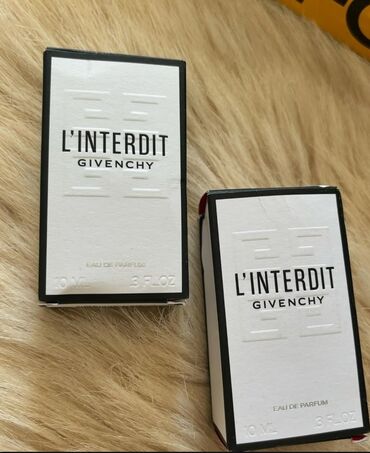 L'INTERDIT
GIVENCHY
EAU DE PARFUM
10 ML .3 FL.OZ
L'INTERDIT
GIVENCHY
EAU DE PARFUM
10 ML .3 FL.OZ